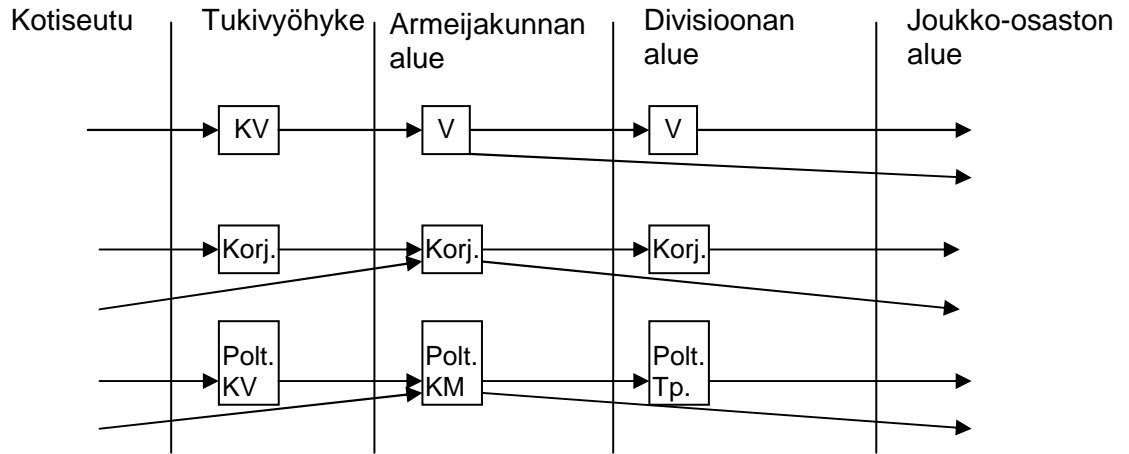 Kotiseutu
Tukivyöhyke
Armeijakunnan
alue
Divisioonan
alue
Joukko-osaston
alue
KV
V
V
Korj.
Korj.
Korj.
Polt.
KV
Polt.
KM
Polt.
Tp.